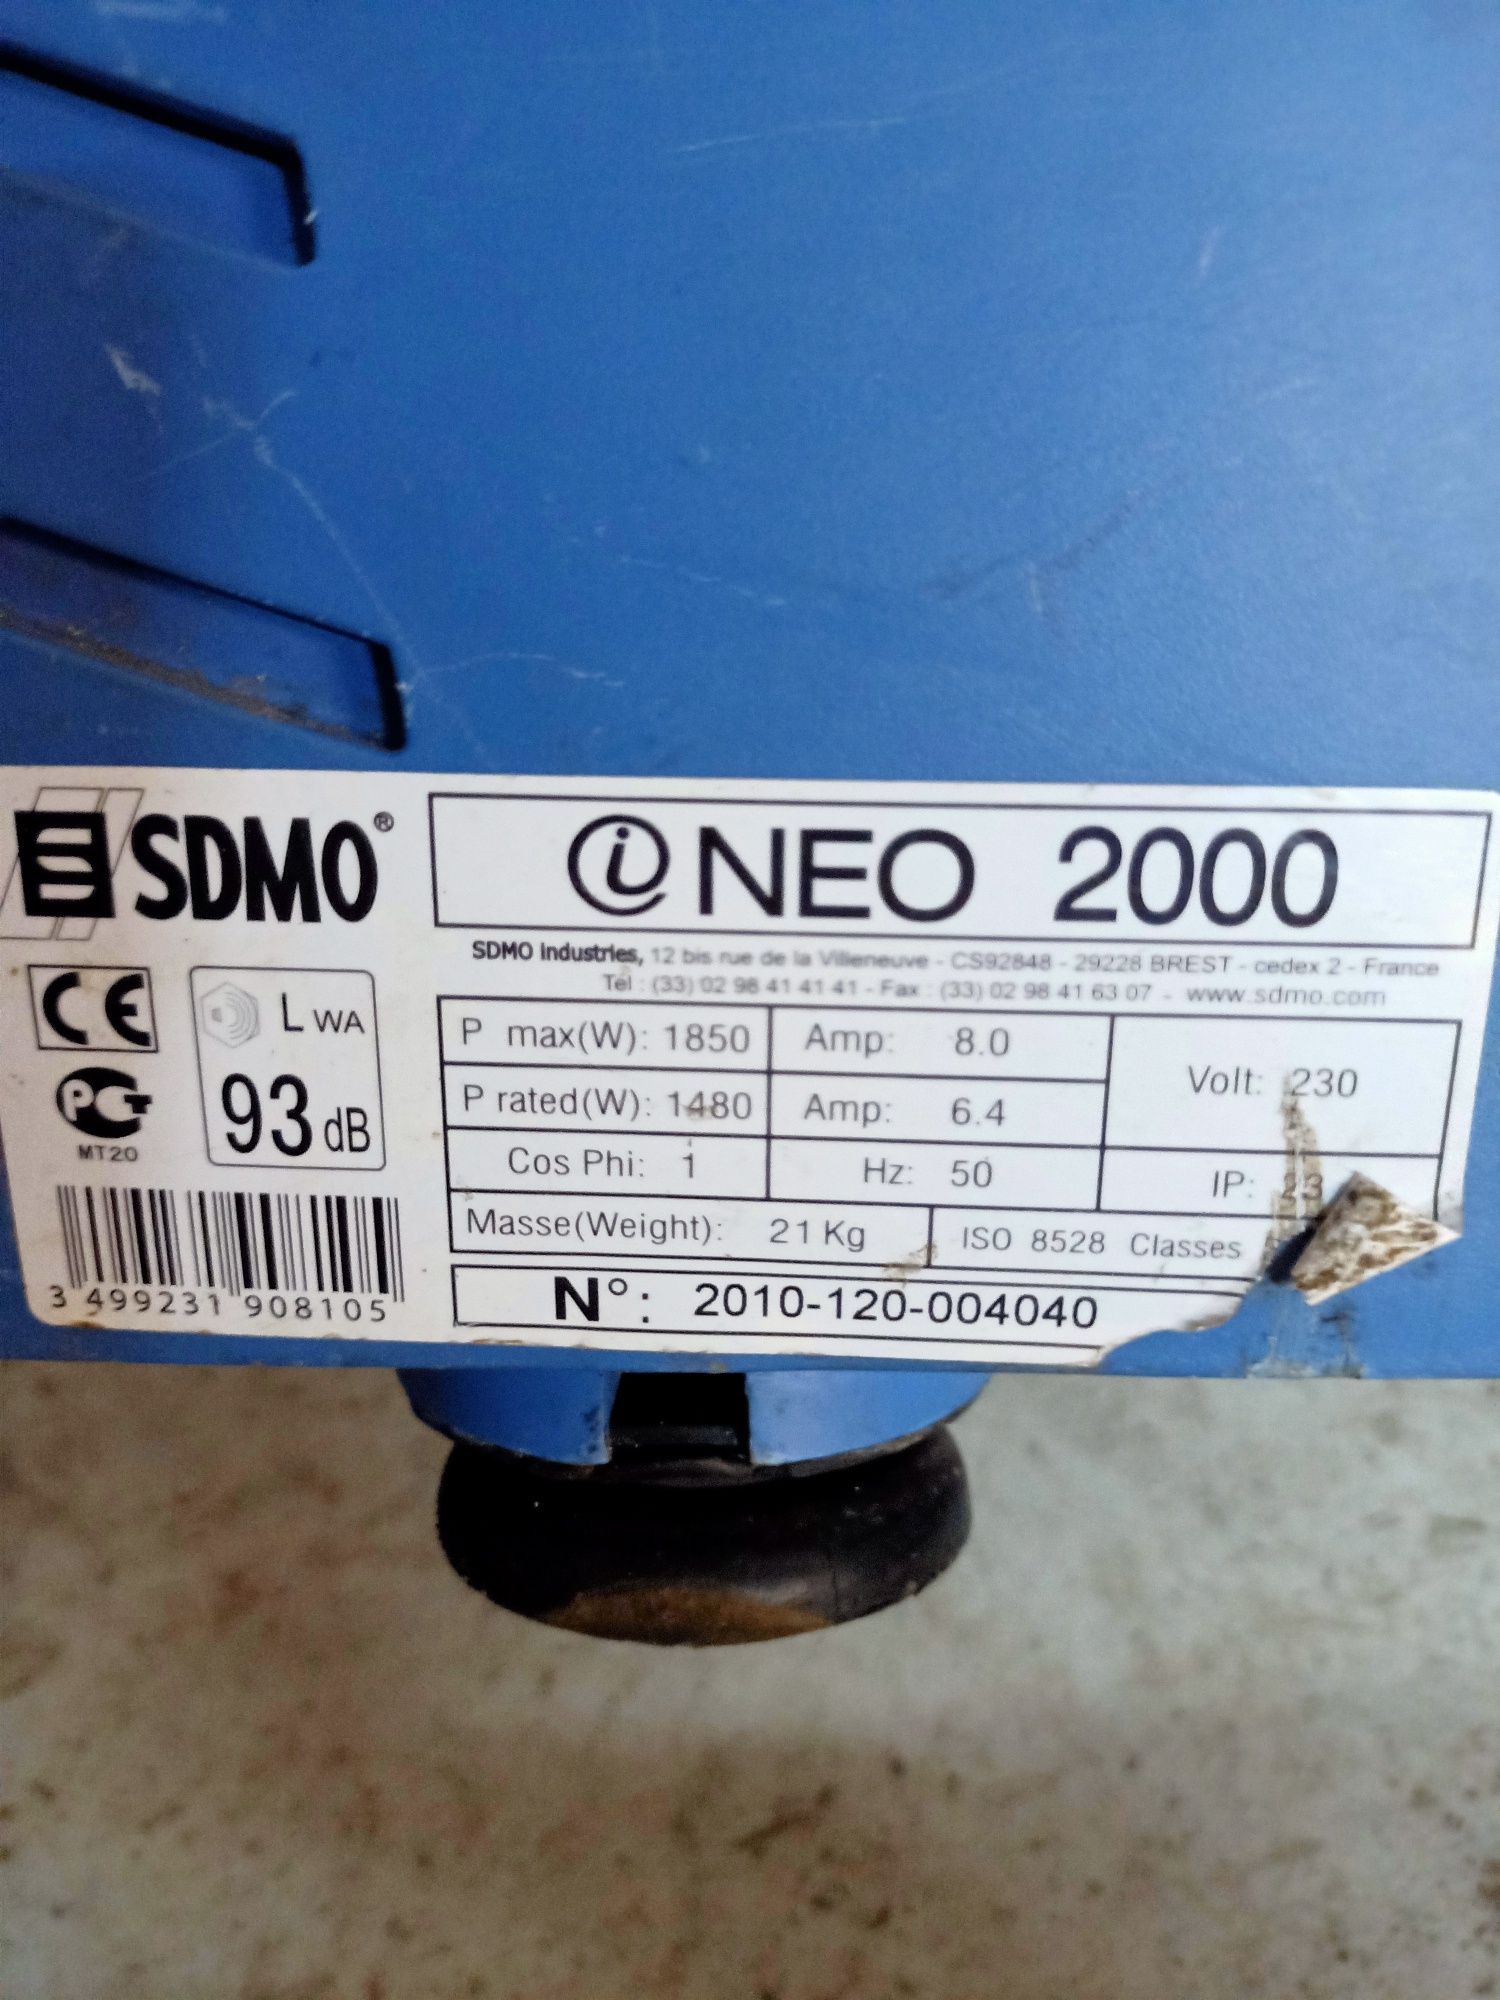 SDMO®
i NEO 2000
SDMO Industries, 12 bis rue de la Villeneuve - CS92848 - 29228 BREST - cedex 2 - France
Tel : (33) 02 98 41 41 41 - Fax : (33) 02 98 41 63 07 - www.sdmo.com
CE
LWA
93 dB
РСТ
MT20
P max(W): 1850 Amp: 8.0 Volt: 230
P rated(W): 1480 Amp: 6.4
Cos Phi: 1 Hz: 50 IP: 23
Masse(Weight): 21 Kg ISO 8528 Classes
N°: 2010-120-004040
3 499231 908105